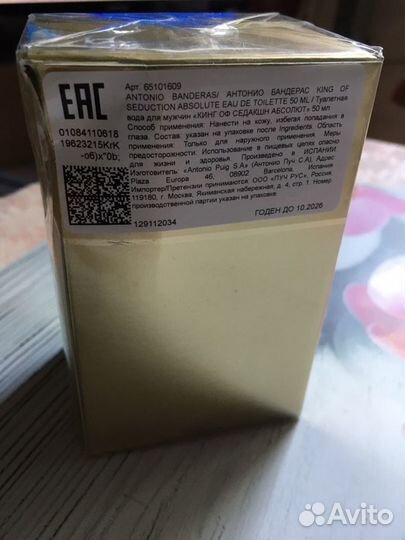 Арт. 65101609
ANTONIO BANDERAS/ АНТОНИО БАНДЕРАС KING OF
SEDUCTION ABSOLUTE EAU DE TOILETTE 50 ML / Туалетная
вода для мужчин «КИНГ ОФ СЕДАКШН АБСОЛЮТ» 50 мл
Способ применения: Нанести на кожу, избегая попадания в
глаза. Состав: указан на упаковке после Ingredients. Область
применения: Только для наружного применения. Меры
предосторожности: Использование в пищевых целях опасно
для жизни и здоровья Произведено в ИСПАНИИ
Изготовитель: «Antonio Puig S.A» (Антонио Пуч С.А). Адрес
Plaza Europa 46, 08902 Barcelona, Испания
Импортер/Претензии принимаются: ООО «ПУЧ РУС», Россия
119180, г. Москва, Якиманская набережная, д. 4, стр. 1. Номер
производственной партии указан на упаковке.
ГОДЕН ДО 10.2026
EAC
01084110618
19623215KrK
-o6)x"0b;
129112034
Avito